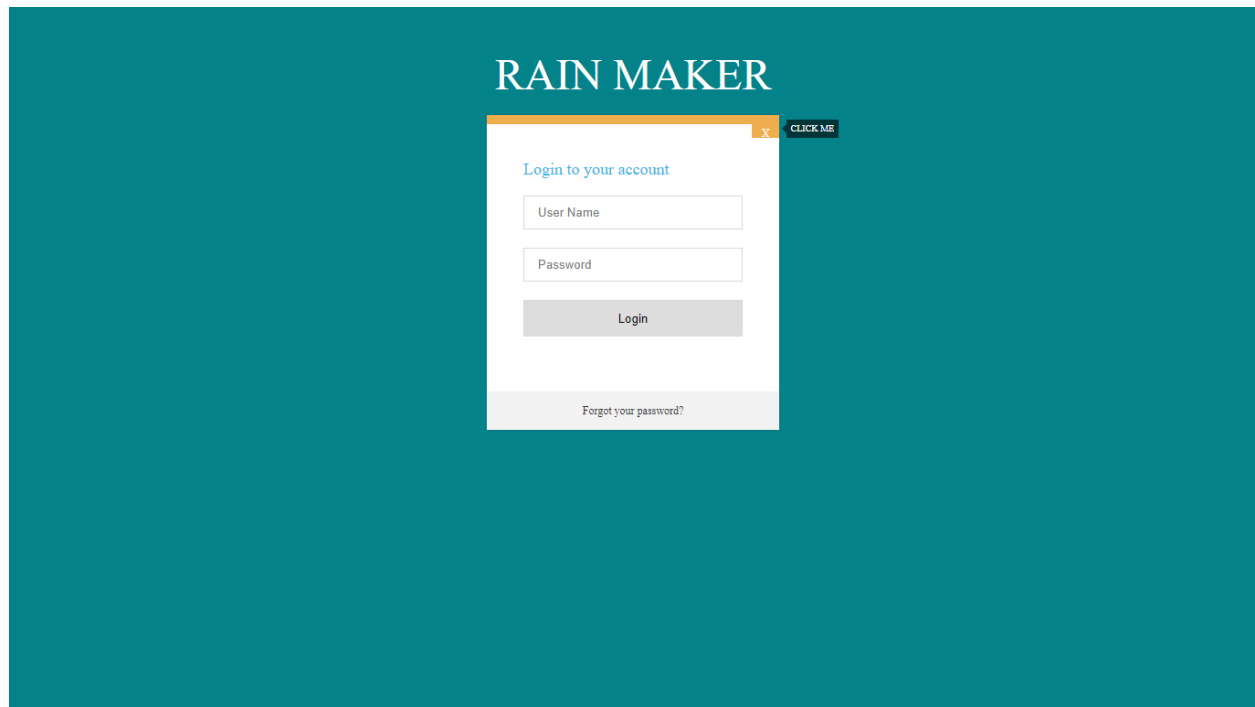 RAIN MAKER
x
CLICK ME
Login to your account
User Name
Password
Login
Forgot your password?